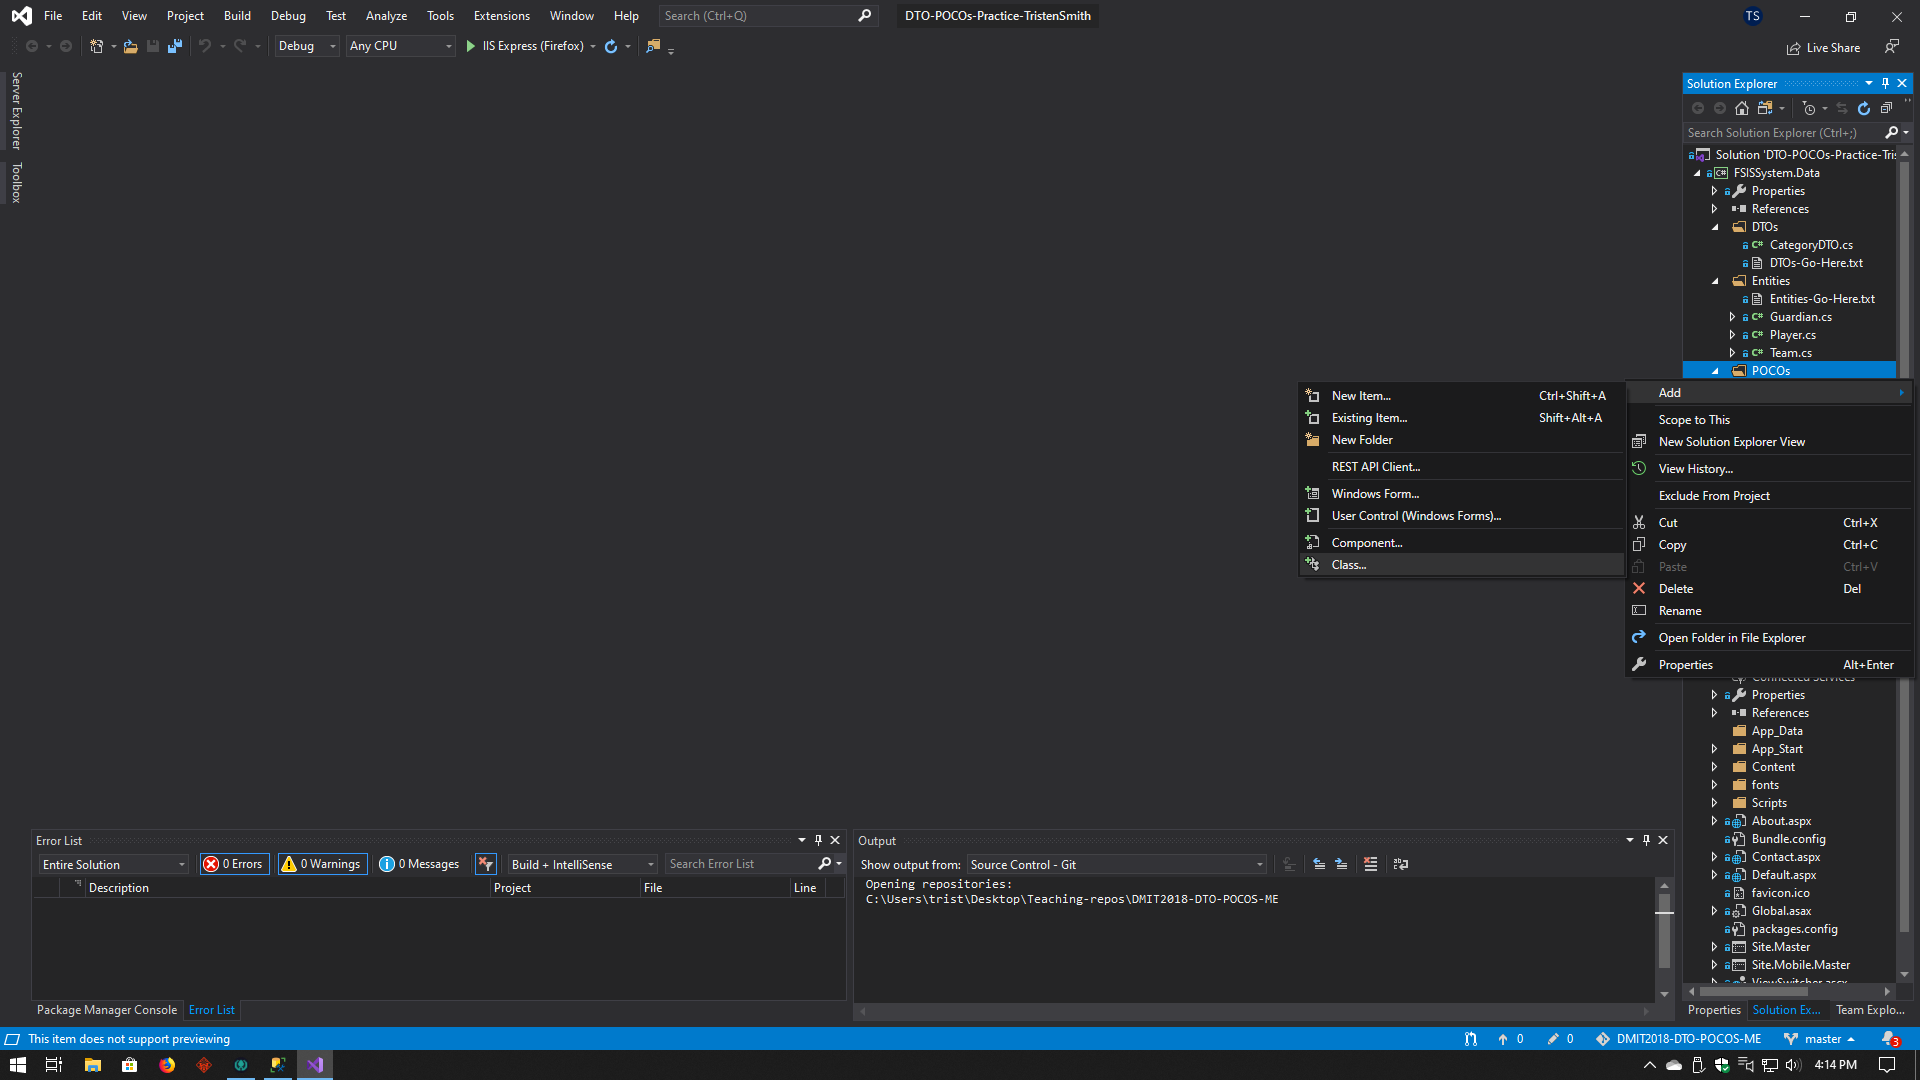 File Edit View Project Build Debug Test Analyze Tools Extensions Window Help Search (Ctrl+Q) DTO-POCOs-Practice-TristenSmith TS
Debug Any CPU IIS Express (Firefox) Live Share
Server Explorer
Toolbox
Solution Explorer
Search Solution Explorer (Ctrl+;)
Solution 'DTO-POCOs-Practice-Tris
FSISSystem.Data
Properties
References
DTOs
CategoryDTO.cs
DTOs-Go-Here.txt
Entities
Entities-Go-Here.txt
Guardian.cs
Player.cs
Team.cs
POCOs
New Item... Ctrl+Shift+A
Existing Item... Shift+Alt+A
New Folder
REST API Client...
Windows Form...
User Control (Windows Forms)...
Component...
Class...
Add
Scope to This
New Solution Explorer View
View History...
Exclude From Project
Cut Ctrl+X
Copy Ctrl+C
Paste Ctrl+V
Delete Del
Rename
Open Folder in File Explorer
Properties Alt+Enter
Connected Services
Properties
References
App_Data
App_Start
Content
fonts
Scripts
About.aspx
Bundle.config
Contact.aspx
Default.aspx
favicon.ico
Global.asax
packages.config
Site.Master
Site.Mobile.Master
ViewSwitcher.ascx
Properties Solution Ex... Team Explo...
Error List
Entire Solution 0 Errors 0 Warnings 0 Messages Build + IntelliSense Search Error List
Description Project File Line
Package Manager Console Error List
Output
Show output from: Source Control - Git
Opening repositories:
C:\Users\trist\Desktop\Teaching-repos\DMIT2018-DTO-POCOS-ME
This item does not support previewing 0 0 DMIT2018-DTO-POCOS-ME master 3
4:14 PM